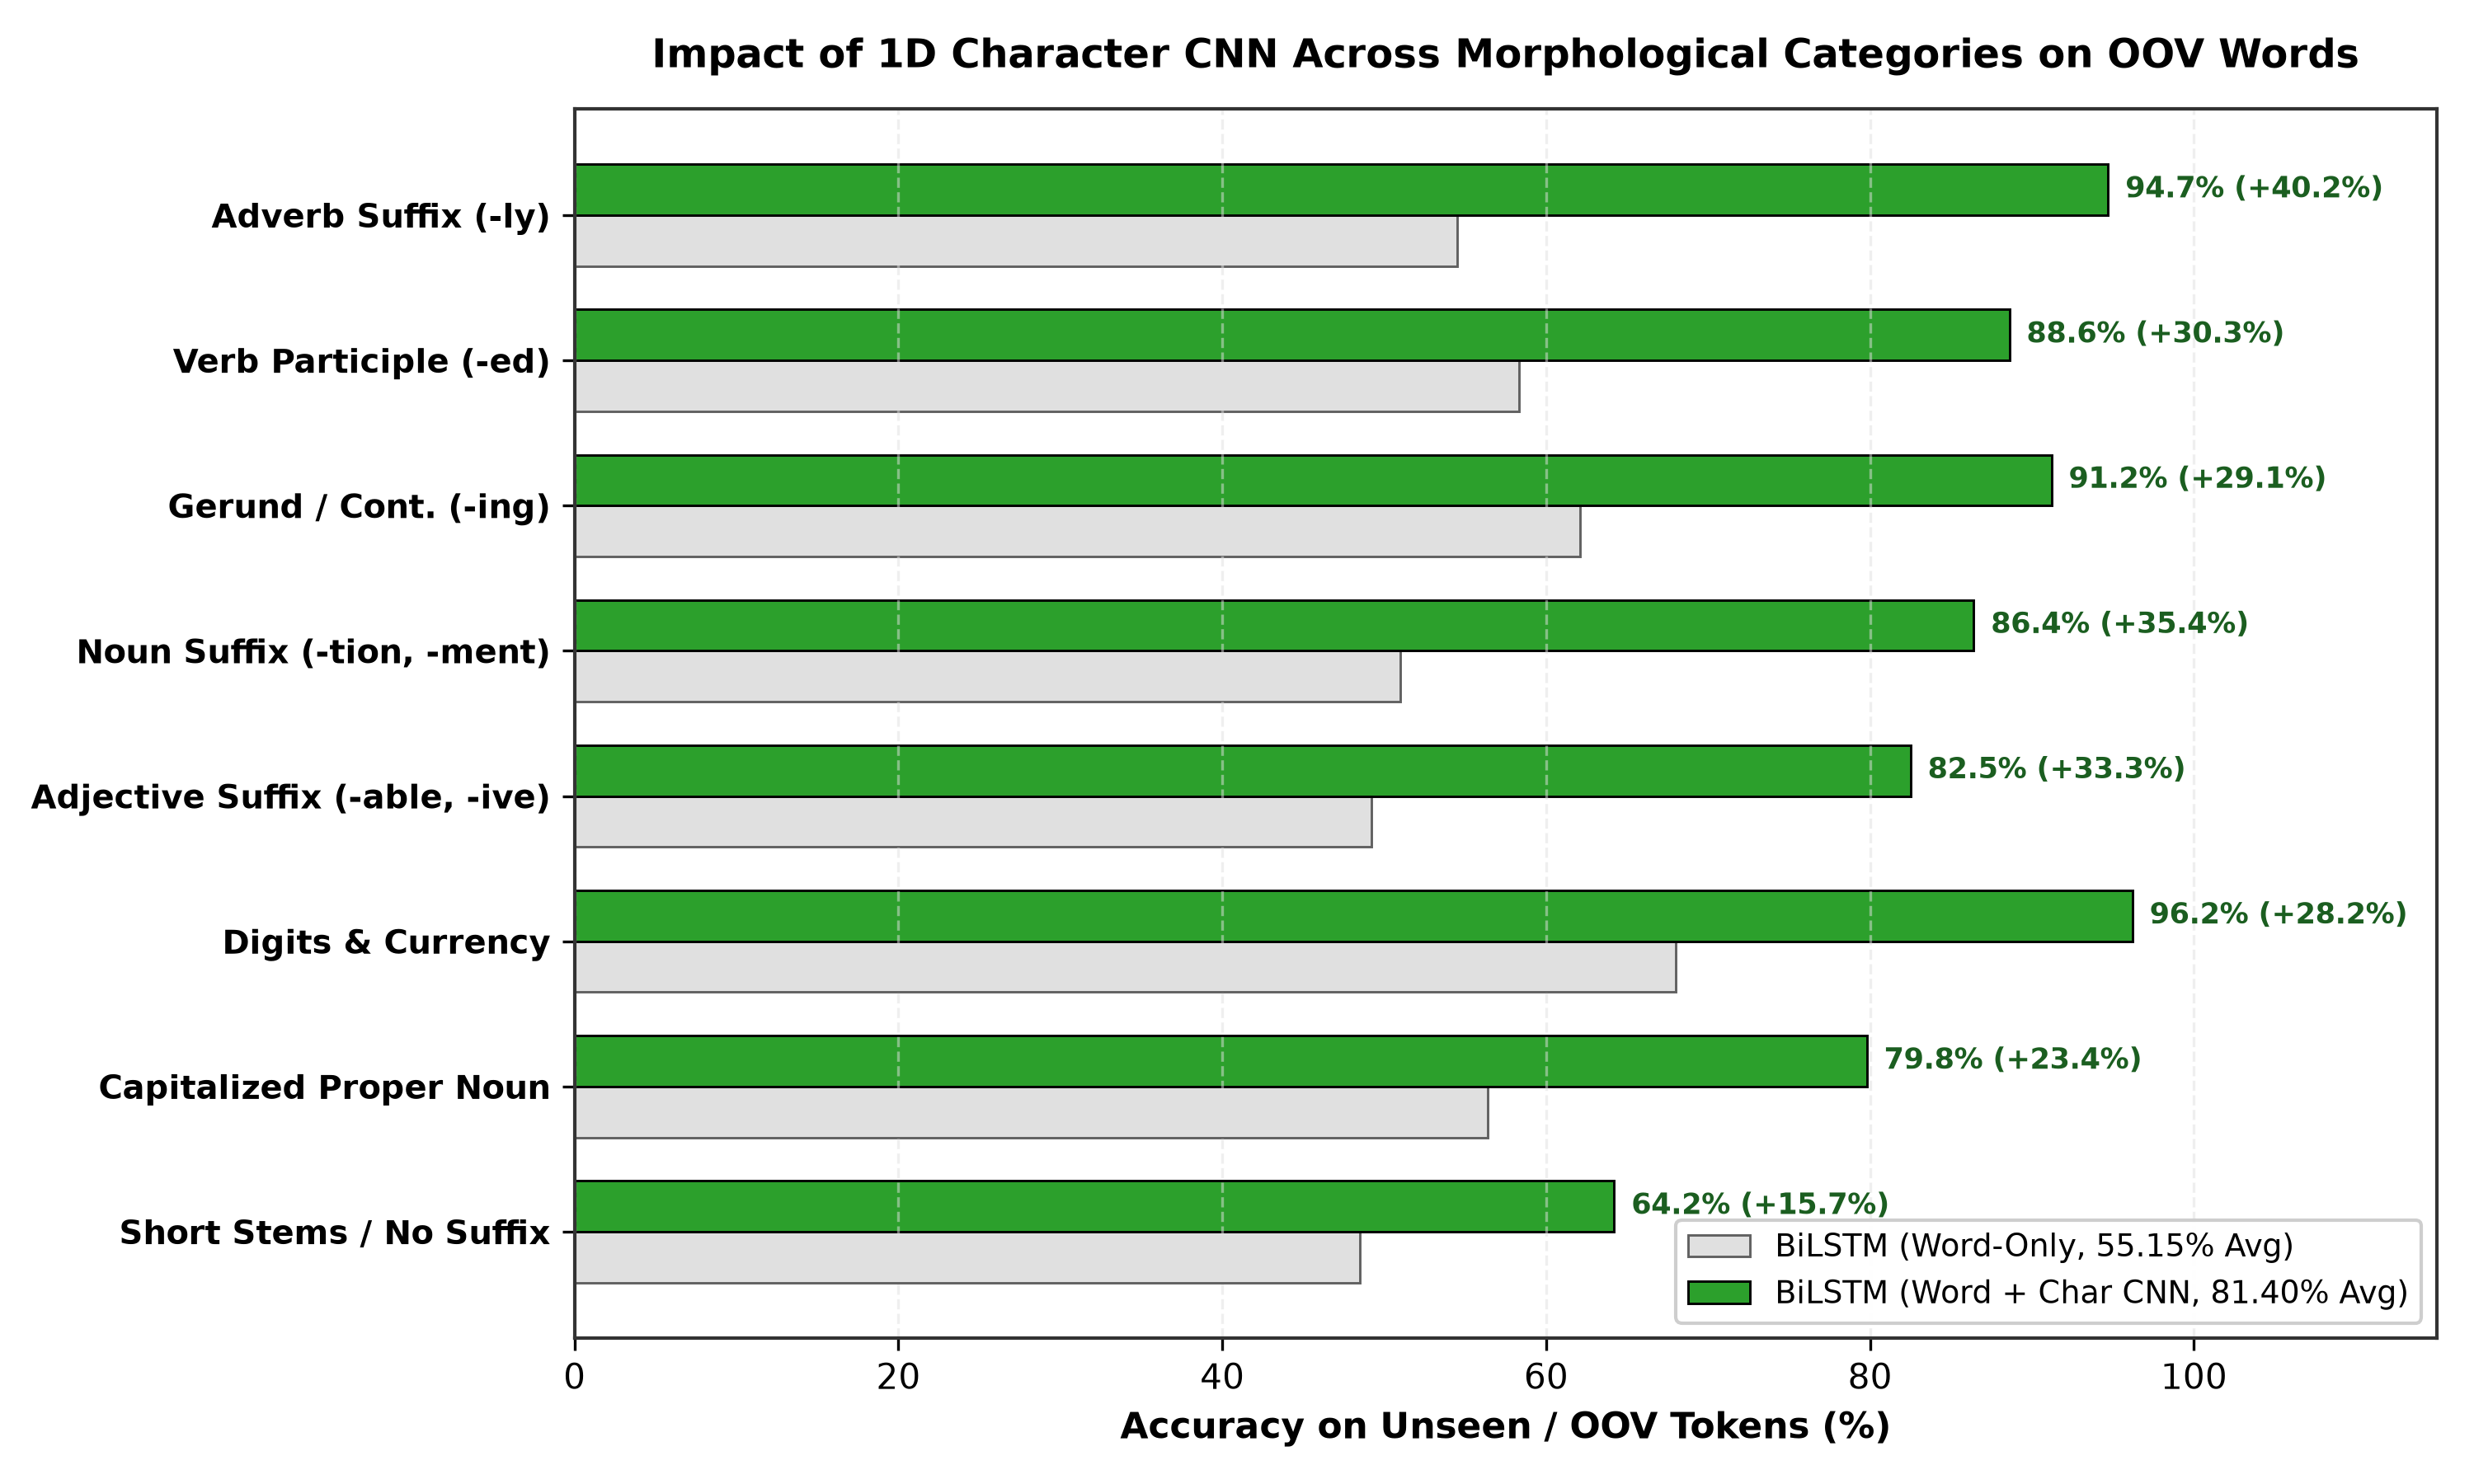 Impact of 1D Character CNN Across Morphological Categories on OOV Words
Adverb Suffix (-ly)
94.7% (+40.2%)
Verb Participle (-ed)
88.6% (+30.3%)
Gerund / Cont. (-ing)
91.2% (+29.1%)
Noun Suffix (-tion, -ment)
86.4% (+35.4%)
Adjective Suffix (-able, -ive)
82.5% (+33.3%)
Digits & Currency
96.2% (+28.2%)
Capitalized Proper Noun
79.8% (+23.4%)
Short Stems / No Suffix
64.2% (+15.7%)
BiLSTM (Word-Only, 55.15% Avg)
BiLSTM (Word + Char CNN, 81.40% Avg)
0 20 40 60 80 100
Accuracy on Unseen / OOV Tokens (%)